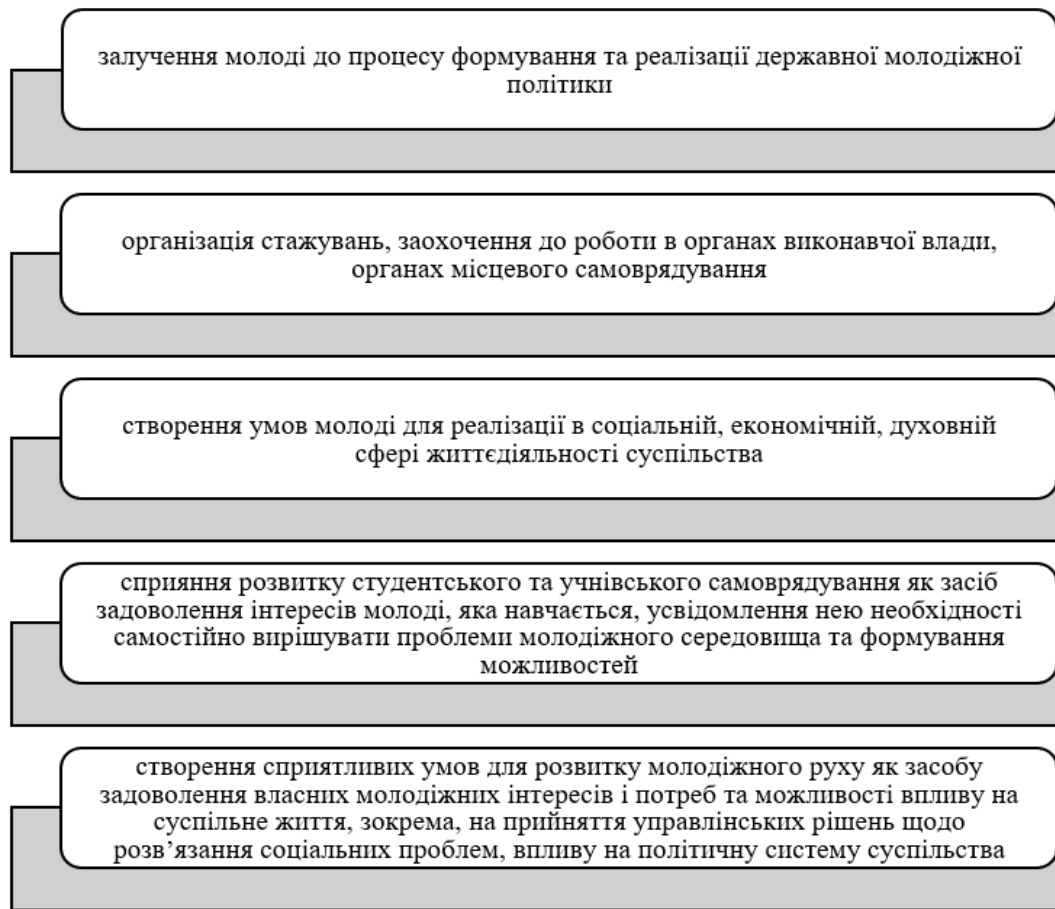 залучення молоді до процесу формування та реалізації державної молодіжної
політики
організація стажувань, заохочення до роботи в органах виконавчої влади,
органах місцевого самоврядування
створення умов молоді для реалізації в соціальній, економічній, духовній
сфері життєдіяльності суспільства
сприяння розвитку студентського та учнівського самоврядування як засіб
задоволення інтересів молоді, яка навчається, усвідомлення нею необхідності
самостійно вирішувати проблеми молодіжного середовища та формування
можливостей
створення сприятливих умов для розвитку молодіжного руху як засобу
задоволення власних молодіжних інтересів і потреб та можливості впливу на
суспільне життя, зокрема, на прийняття управлінських рішень щодо
розв’язання соціальних проблем, впливу на політичну систему суспільства